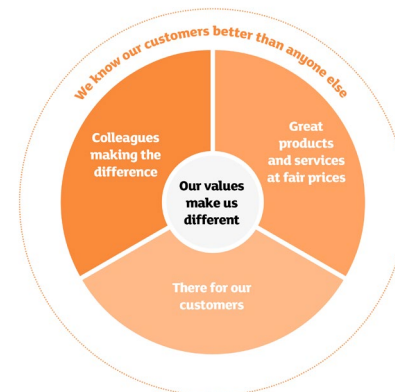 We know our customers better than anyone else
Colleagues
making the
difference
Great
products
and services
at fair prices
Our values
make us
different
There for our
customers